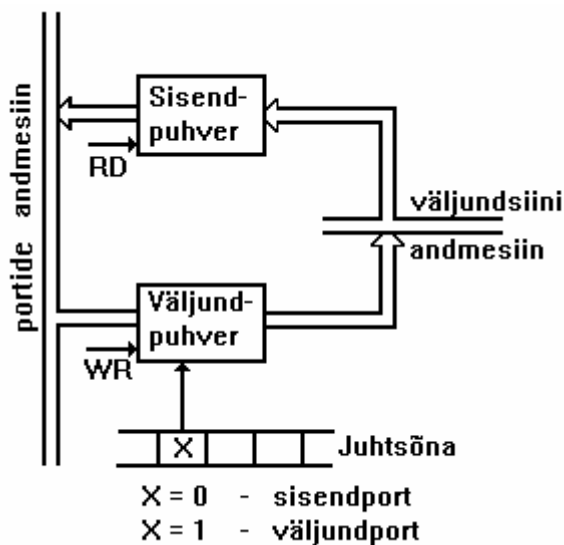 portide andmesiin
Sisend-
puhver
RD
väljundsiini
andmesiin
Väljund-
puhver
WR
X
Juhtsõna
X = 0 - sisendport
X = 1 - väljundport